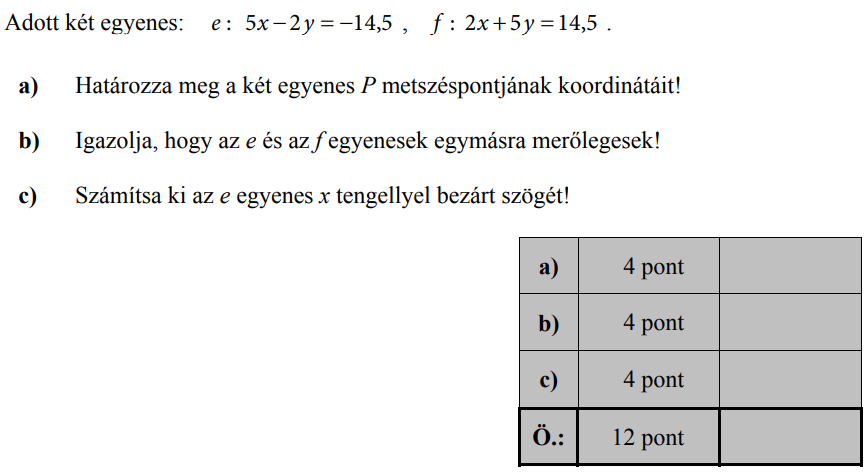 Adott két egyenes: e : 5x − 2y = −14,5 , f : 2x + 5y = 14,5 .
a) Határozza meg a két egyenes P metszéspontjának koordinátáit!
b) Igazolja, hogy az e és az f egyenesek egymásra merőlegesek!
c) Számítsa ki az e egyenes x tengellyel bezárt szögét!
a) 4 pont
b) 4 pont
c) 4 pont
Ö.: 12 pont